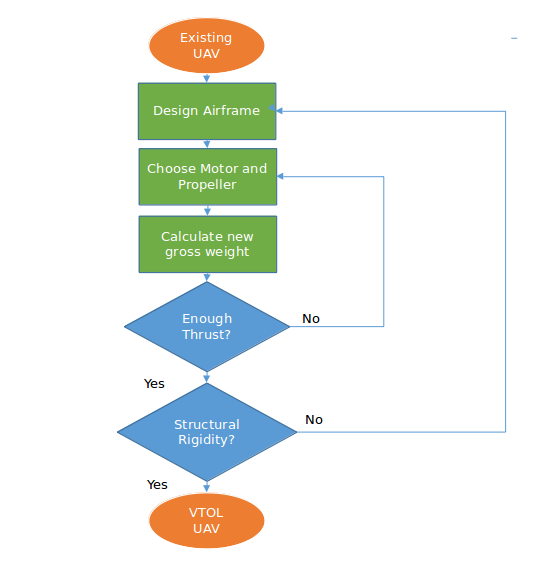 Existing
UAV
Design Airframe
Choose Motor and
Propeller
Calculate new
gross weight
Enough
Thrust?
No
Yes
Structural
Rigidity?
No
Yes
VTOL
UAV